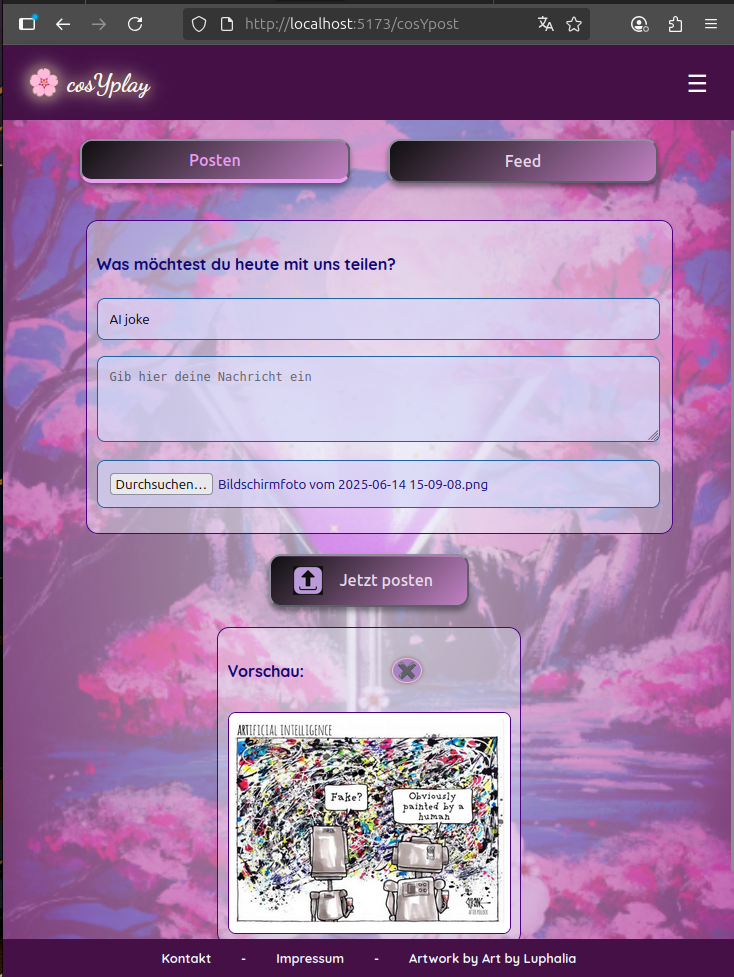 http://localhost:5173/cosYpost
cosYplay
Posten
Feed
Was möchtest du heute mit uns teilen?
AI joke
Gib hier deine Nachricht ein
Durchsuchen… Bildschirmfoto vom 2025-06-14 15-09-08.png
Jetzt posten
Vorschau:
ARTIFICIAL INTELLIGENCE
Fake?
Obviously
painted by a
human
Kontakt - Impressum - Artwork by Art by Luphalia